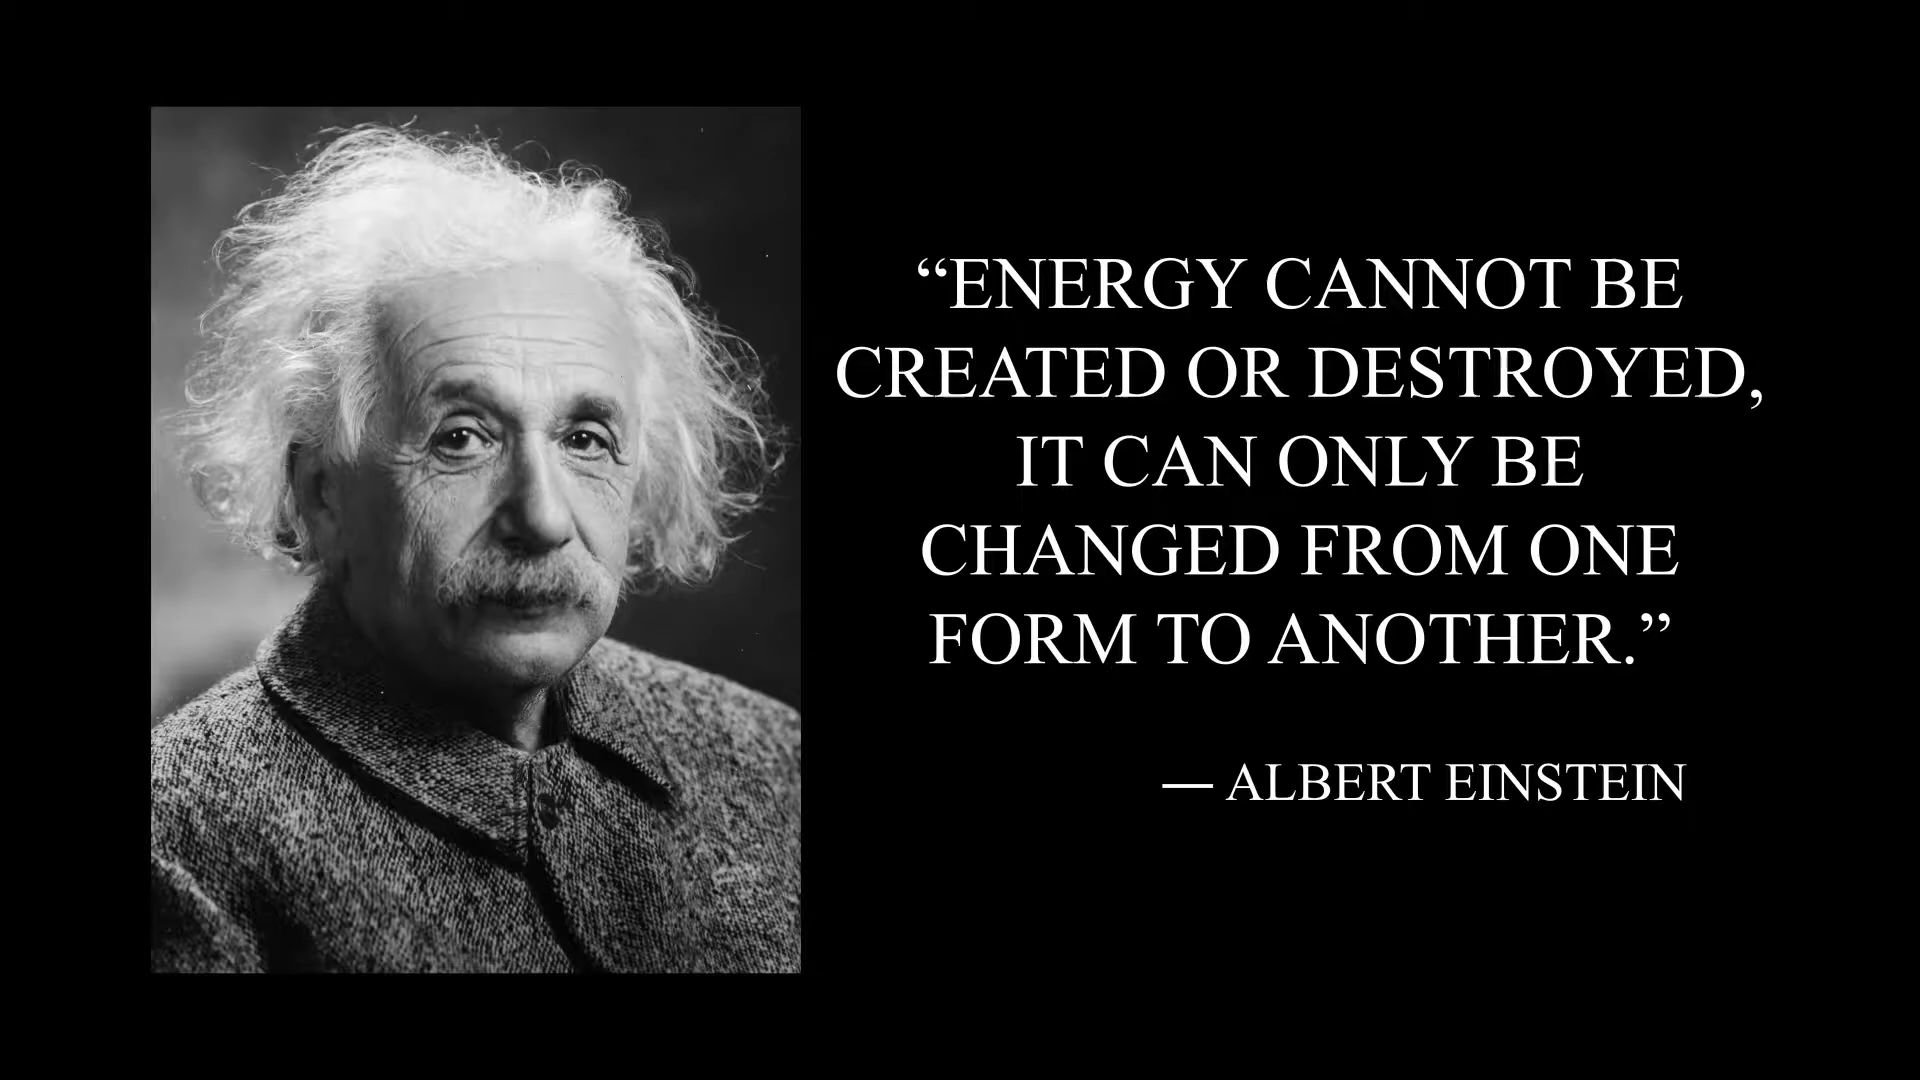 “ENERGY CANNOT BE
CREATED OR DESTROYED,
IT CAN ONLY BE
CHANGED FROM ONE
FORM TO ANOTHER.”
— ALBERT EINSTEIN